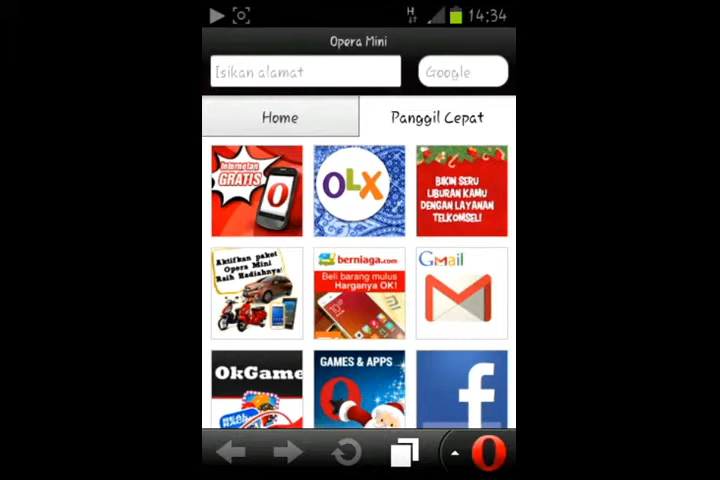 H
14:34
Opera Mini
Isikan alamat
Google
Home
Panggil Cepat
Internetan
GRATIS
OLX
BIKIN SERU
LIBURAN KAMU
DENGAN LAYANAN
TELKOMSEL!
Aktifkan paket
Opera Mini
Raih Hadiahnya!
berniaga.com
Beli barang mulus
Harganya OK!
Gmail
OkGame
GAMES & APPS
f